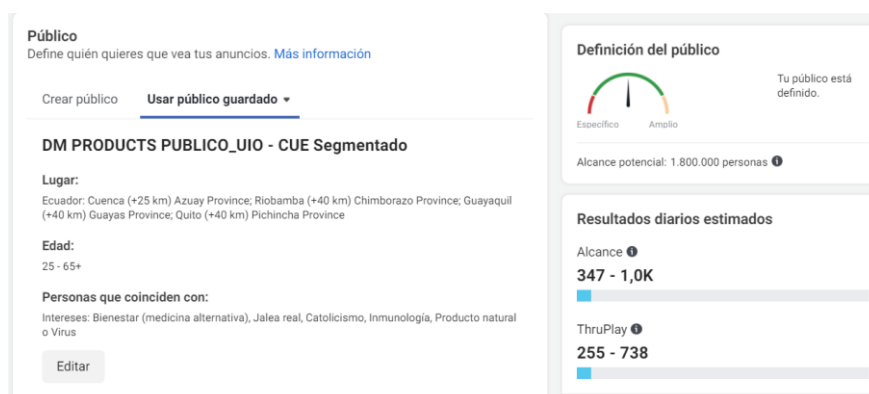 Público
Define quién quieres que vea tus anuncios. Más información
Crear público Usar público guardado
DM PRODUCTS PUBLICO_UIO - CUE Segmentado
Lugar:
Ecuador: Cuenca (+25 km) Azuay Province; Riobamba (+40 km) Chimborazo Province; Guayaquil
(+40 km) Guayas Province; Quito (+40 km) Pichincha Province
Edad:
25 - 65+
Personas que coinciden con:
Intereses: Bienestar (medicina alternativa), Jalea real, Catolicismo, Inmunología, Producto natural
o Virus
Editar
Definición del público
Tu público está
definido.
Específico Amplio
Alcance potencial: 1.800.000 personas
Resultados diarios estimados
Alcance
347 - 1,0K
ThruPlay
255 - 738